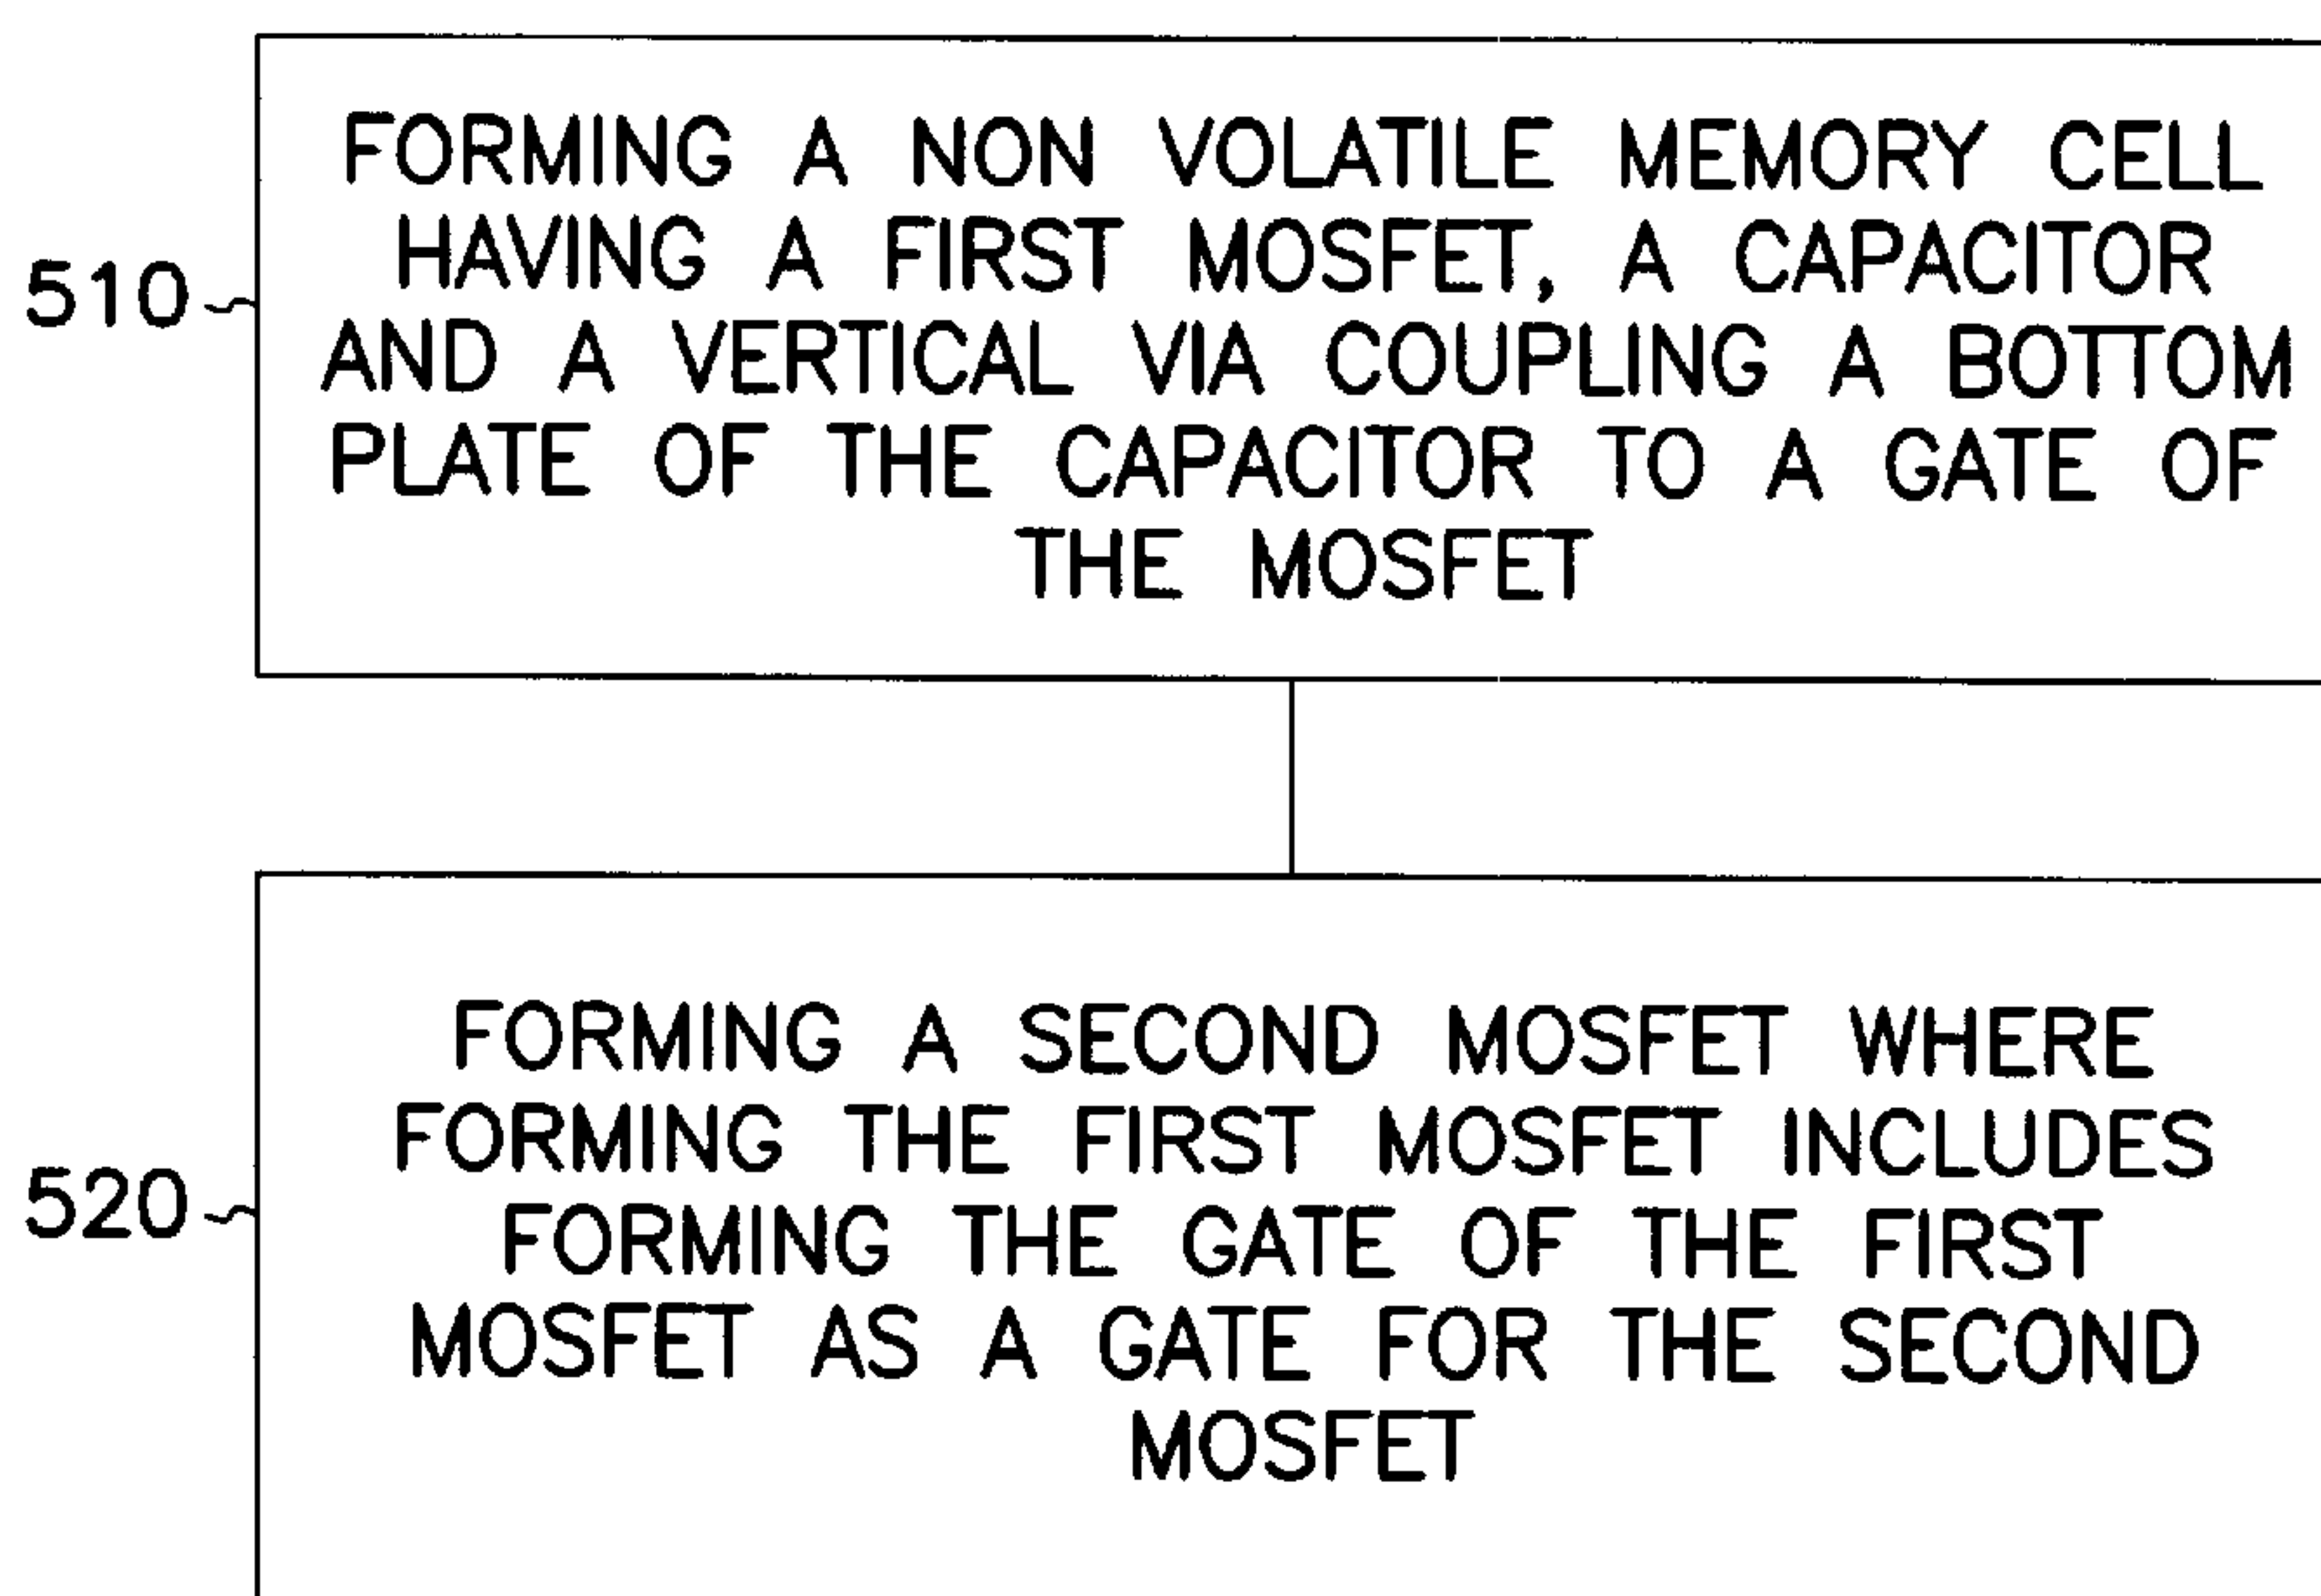 FORMING A NON VOLATILE MEMORY CELL
HAVING A FIRST MOSFET, A CAPACITOR
510
AND A VERTICAL VIA COUPLING A BOTTOM
PLATE OF THE CAPACITOR TO A GATE OF
THE MOSFET
FORMING A SECOND MOSFET WHERE
FORMING THE FIRST MOSFET INCLUDES
520
FORMING THE GATE OF THE FIRST
MOSFET AS A GATE FOR THE SECOND
MOSFET